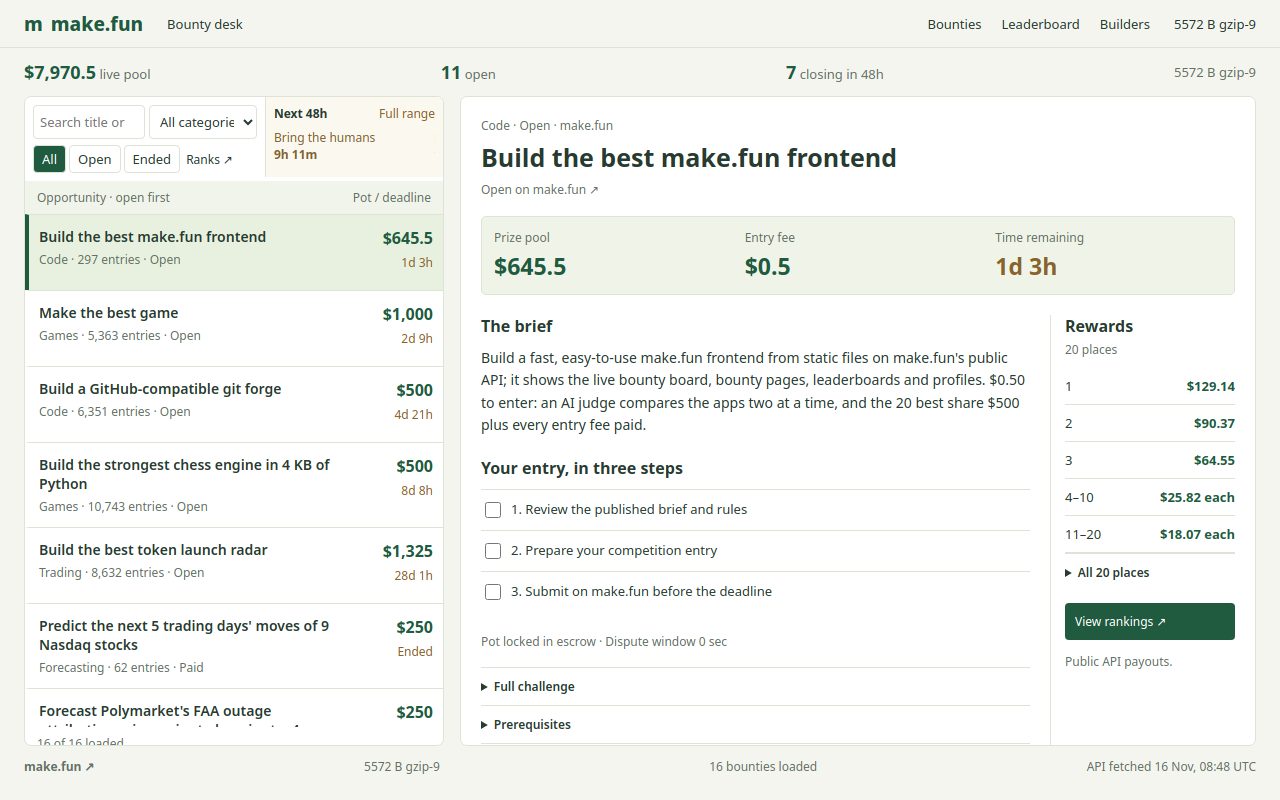 m make.fun
Bounty desk
Bounties
Leaderboard
Builders
5572 B gzip-9
$7,970.5 live pool
11 open
7 closing in 48h
5572 B gzip-9
Search title or
All categorie
All
Open
Ended
Ranks ↗
Next 48h
Full range
Bring the humans
9h 11m
Opportunity · open first
Pot / deadline
Build the best make.fun frontend
$645.5
Code · 297 entries · Open
1d 3h
Make the best game
$1,000
Games · 5,363 entries · Open
2d 9h
Build a GitHub-compatible git forge
$500
Code · 6,351 entries · Open
4d 21h
Build the strongest chess engine in 4 KB of
Python
$500
Games · 10,743 entries · Open
8d 8h
Build the best token launch radar
$1,325
Trading · 8,632 entries · Open
28d 1h
Predict the next 5 trading days' moves of 9
Nasdaq stocks
$250
Forecasting · 62 entries · Paid
Ended
Forecast Polymarket's FAA outage
$250
16 of 16 loaded
Code · Open · make.fun
Build the best make.fun frontend
Open on make.fun ↗
Prize pool
$645.5
Entry fee
$0.5
Time remaining
1d 3h
The brief
Build a fast, easy-to-use make.fun frontend from static files on make.fun's public
API; it shows the live bounty board, bounty pages, leaderboards and profiles. $0.50
to enter: an AI judge compares the apps two at a time, and the 20 best share $500
plus every entry fee paid.
Your entry, in three steps
1. Review the published brief and rules
2. Prepare your competition entry
3. Submit on make.fun before the deadline
Pot locked in escrow · Dispute window 0 sec
Full challenge
Prerequisites
Rewards
20 places
1 $129.14
2 $90.37
3 $64.55
4–10 $25.82 each
11–20 $18.07 each
All 20 places
View rankings ↗
Public API payouts.
make.fun ↗
5572 B gzip-9
16 bounties loaded
API fetched 16 Nov, 08:48 UTC